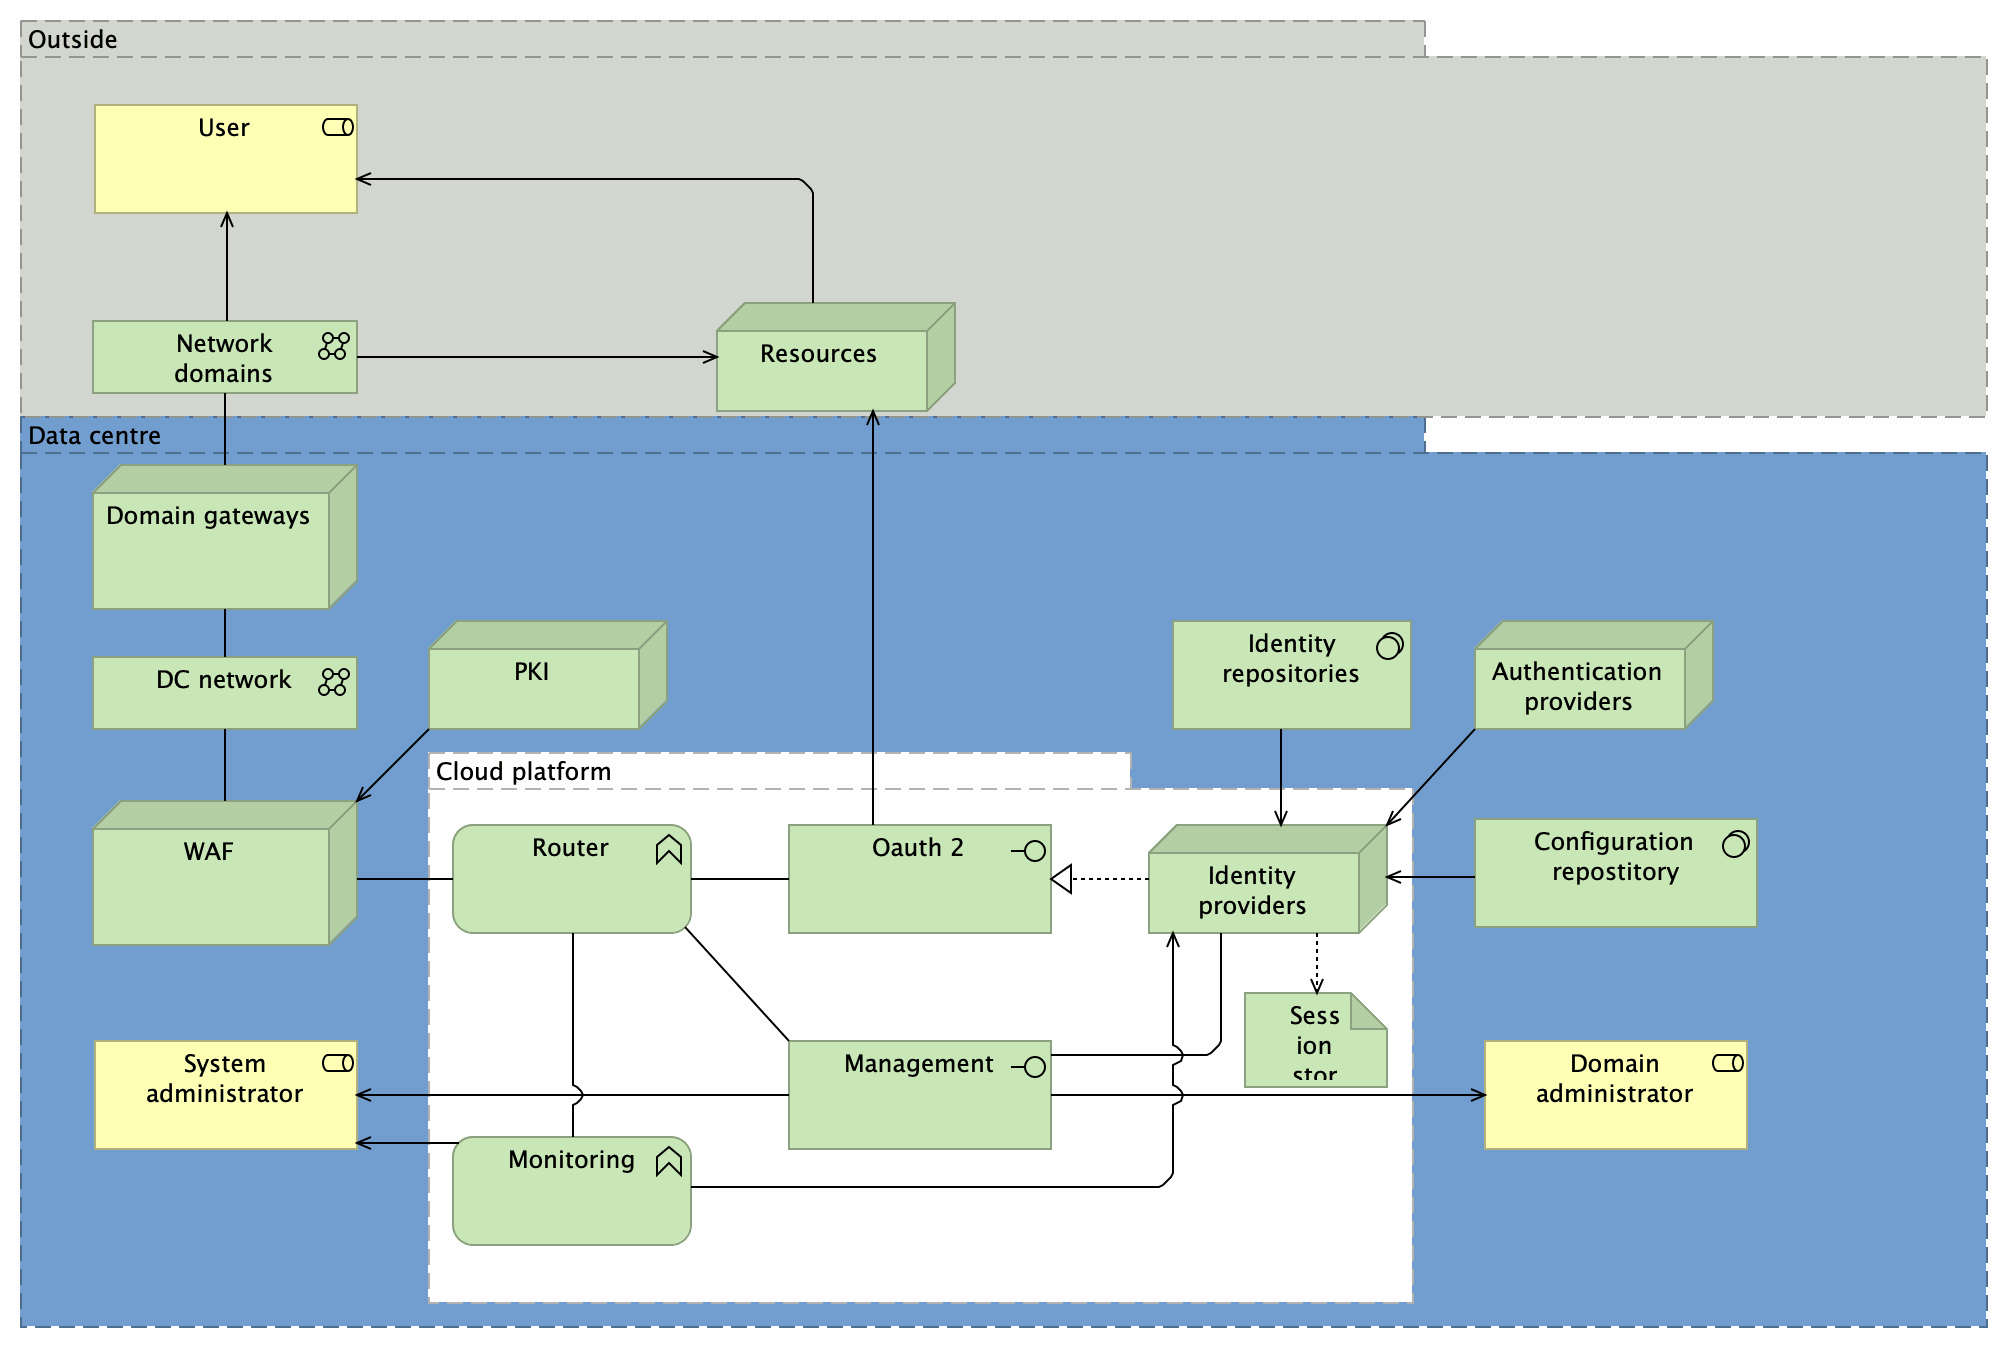 Outside
User
Network
domains
Resources
Data centre
Domain gateways
DC network
PKI
Identity
repositories
Authentication
providers
Cloud platform
WAF
Router
Oauth 2
Identity
providers
Configuration
repostitory
Sess
ion
stor
System
administrator
Management
Domain
administrator
Monitoring